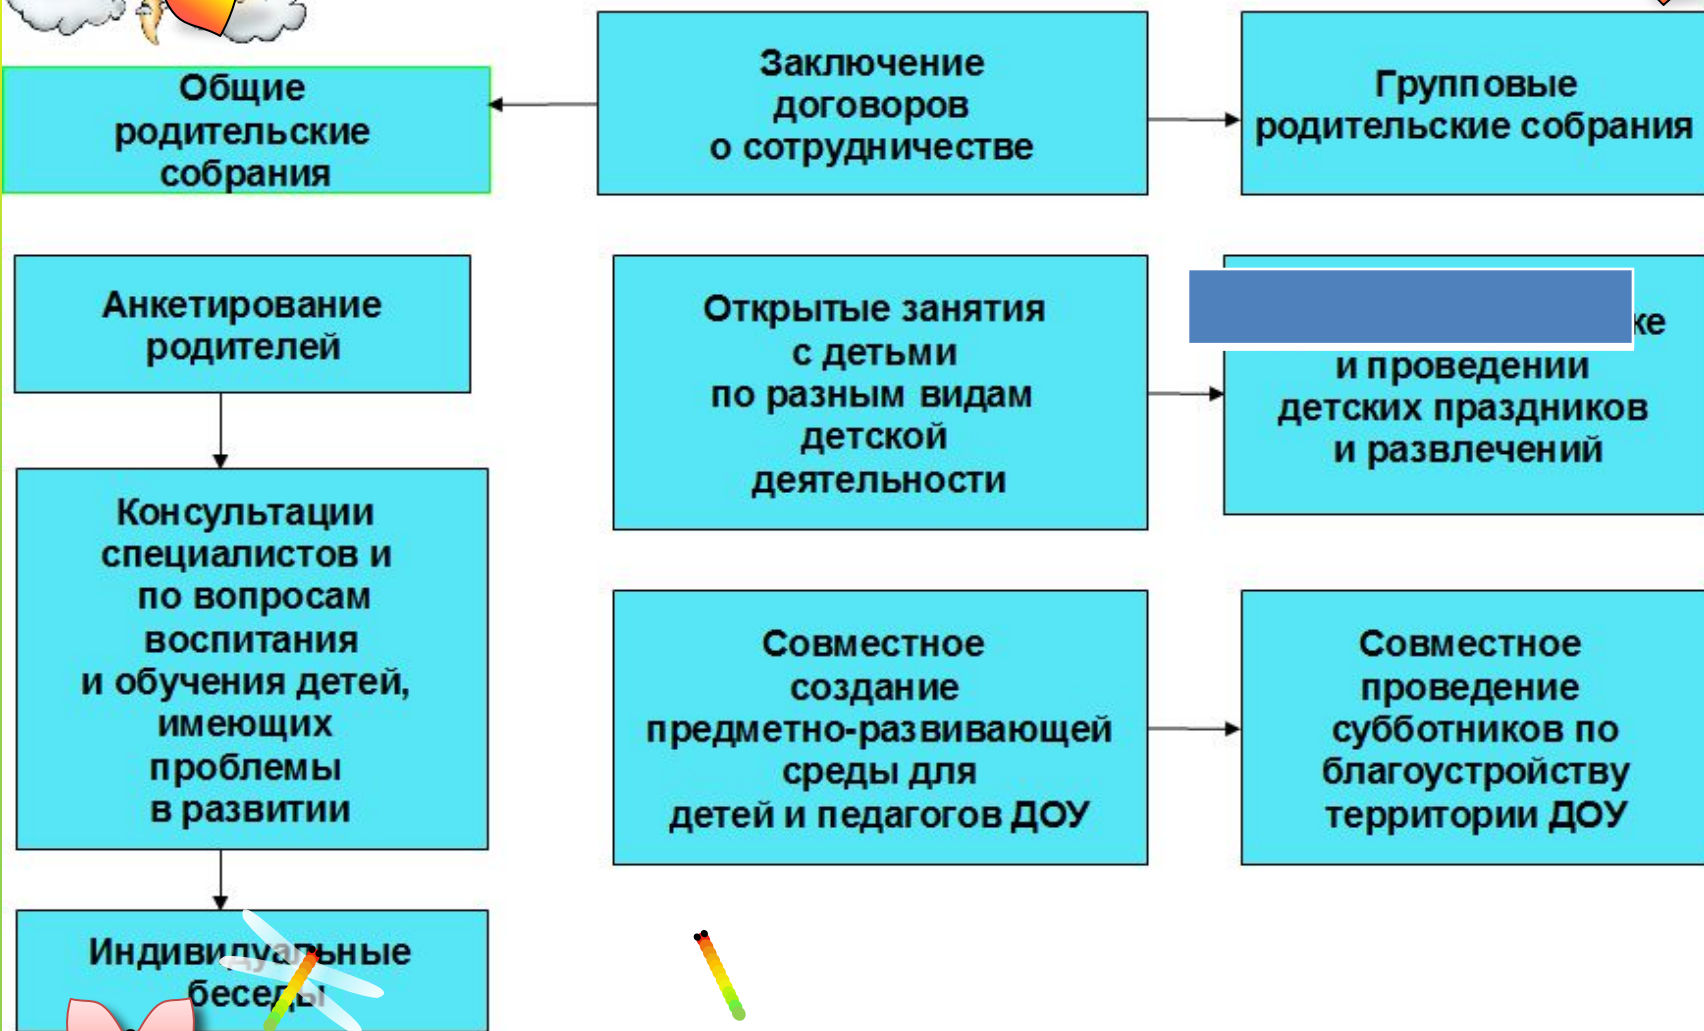 Общие
родительские
собрания
Заключение
договоров
о сотрудничестве
Групповые
родительские собрания
Анкетирование
родителей
Открытые занятия
с детьми
по разным видам
детской
деятельности
и проведении
детских праздников
и развлечений
Консультации
специалистов и
по вопросам
воспитания
и обучения детей,
имеющих
проблемы
в развитии
Совместное
создание
предметно-развивающей
среды для
детей и педагогов ДОУ
Совместное
проведение
субботников по
благоустройству
территории ДОУ
Индивидуальные
беседы